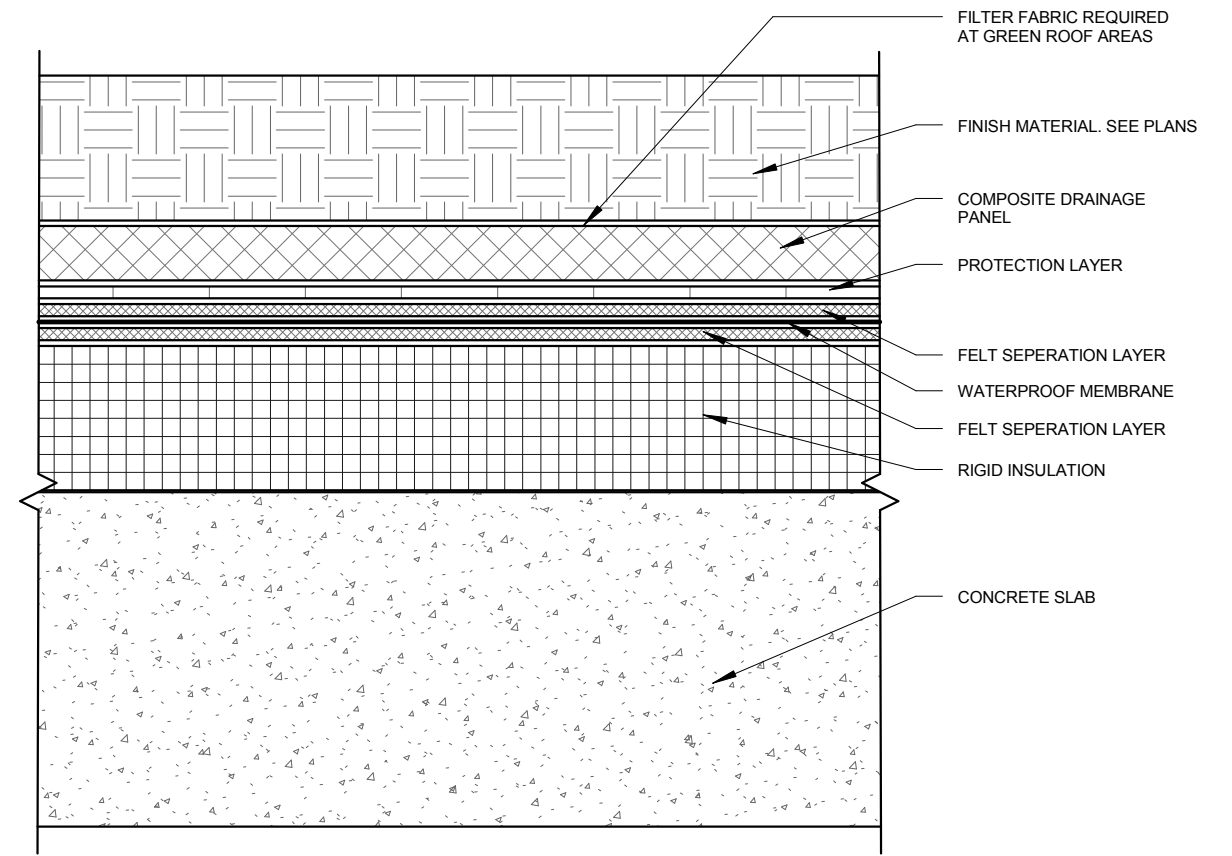 FILTER FABRIC REQUIRED
AT GREEN ROOF AREAS
FINISH MATERIAL. SEE PLANS
COMPOSITE DRAINAGE
PANEL
PROTECTION LAYER
FELT SEPERATION LAYER
WATERPROOF MEMBRANE
FELT SEPERATION LAYER
RIGID INSULATION
CONCRETE SLAB